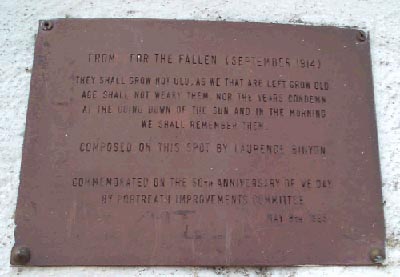 FROM "FOR THE FALLEN" (SEPTEMBER 1914)
THEY SHALL GROW NOT OLD, AS WE THAT ARE LEFT GROW OLD
AGE SHALL NOT WEARY THEM, NOR THE YEARS CONDEMN
AT THE GOING DOWN OF THE SUN AND IN THE MORNING
WE SHALL REMEMBER THEM.
COMPOSED ON THIS SPOT BY LAURENCE BINYON
COMMEMORATED ON THE 50TH ANNIVERSARY OF VE DAY
BY PORTREATH IMPROVEMENTS COMMITTEE
MAY 8TH 1995